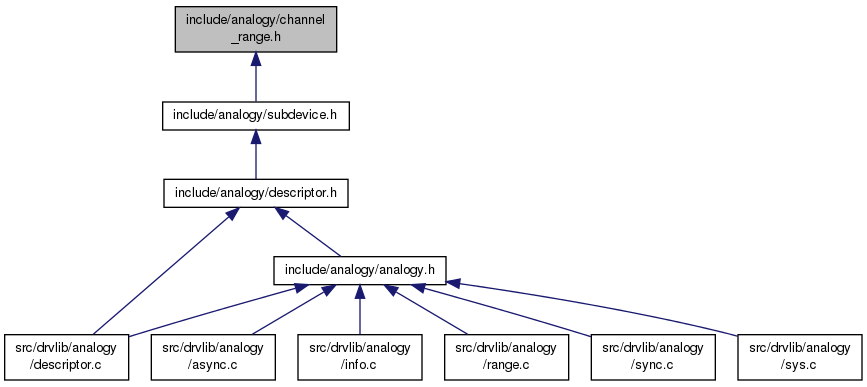 include/analogy/channel
_range.h
include/analogy/subdevice.h
include/analogy/descriptor.h
include/analogy/analogy.h
src/drvlib/analogy
/descriptor.c
src/drvlib/analogy
/async.c
src/drvlib/analogy
/info.c
src/drvlib/analogy
/range.c
src/drvlib/analogy
/sync.c
src/drvlib/analogy
/sys.c